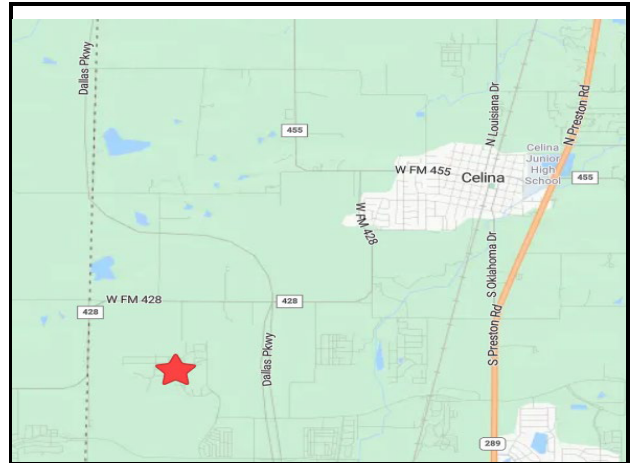 Dallas Pkwy
N Louisiana Dr
N Preston Rd
455
Celina
Junior
High
School
W FM 455
Celina
455
W FM 428
S Oklahoma Dr
W FM 428
428
428
S Preston Rd
Dallas Pkwy
289